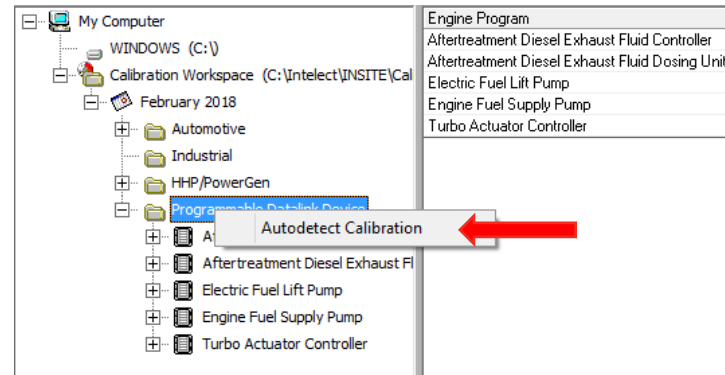 My Computer
WINDOWS (C:\)
Calibration Workspace (C:\Intelect\INSITE\Cal
February 2018
Automotive
Industrial
HHP/PowerGen
Programmable Datalink Device
Autodetect Calibration
Aftertreatment Diesel Exhaust Fl
Electric Fuel Lift Pump
Engine Fuel Supply Pump
Turbo Actuator Controller
Engine Program
Aftertreatment Diesel Exhaust Fluid Controller
Aftertreatment Diesel Exhaust Fluid Dosing Unit
Electric Fuel Lift Pump
Engine Fuel Supply Pump
Turbo Actuator Controller